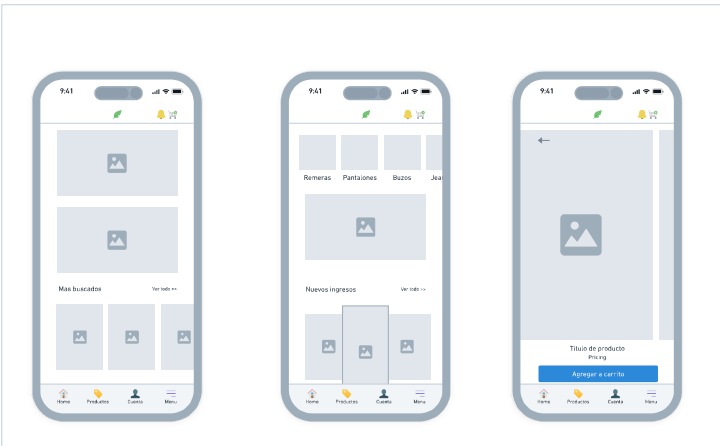 9:41
Mas buscados
Ver todo >>
Home
Productos
Cuenta
Menu
9:41
Remeras
Pantalones
Buzos
Jea
Nuevos ingresos
Ver todo >>
Home
Productos
Cuenta
Menu
9:41
Titulo de producto
Pricing
Agregar a carrito
Home
Productos
Cuenta
Menu